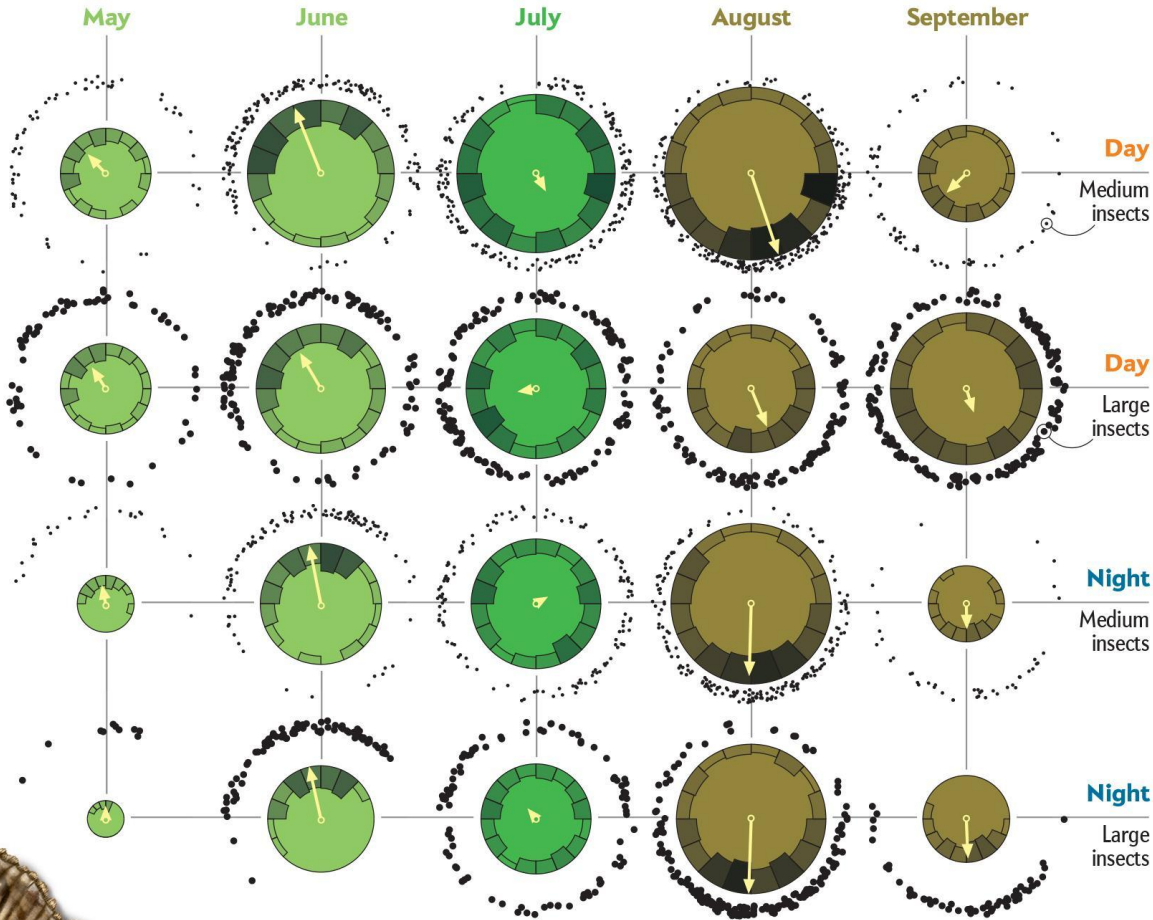 May June July August September
Day
Medium
insects
Day
Large
insects
Night
Medium
insects
Night
Large
insects